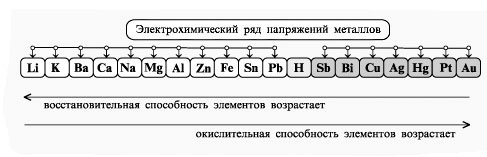 Электрохимический ряд напряжений металлов
Li K Ba Ca Na Mg Al Zn Fe Sn Pb H Sb Bi Cu Ag Hg Pt Au
восстановительная способность элементов возрастает
окислительная способность элементов возрастает